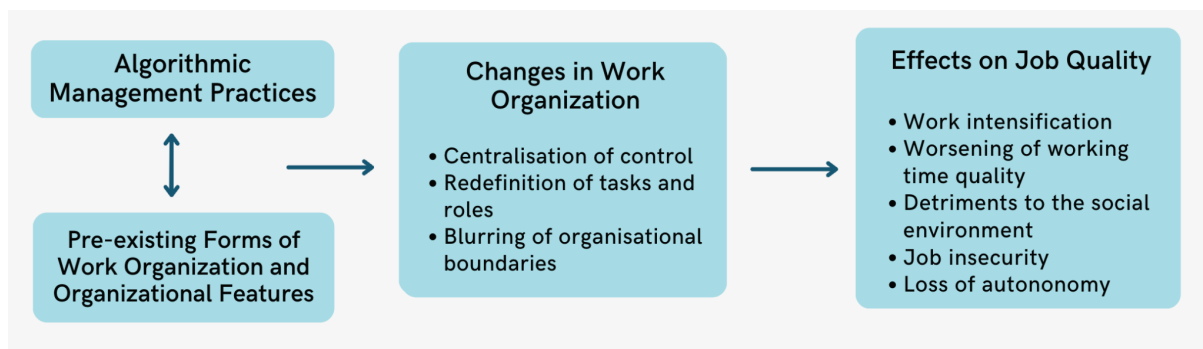 Algorithmic
Management Practices
Pre-existing Forms of
Work Organization and
Organizational Features
Changes in Work
Organization
• Centralisation of control
• Redefinition of tasks and
roles
• Blurring of organisational
boundaries
Effects on Job Quality
• Work intensification
• Worsening of working
time quality
• Detriments to the social
environment
• Job insecurity
• Loss of autononomy